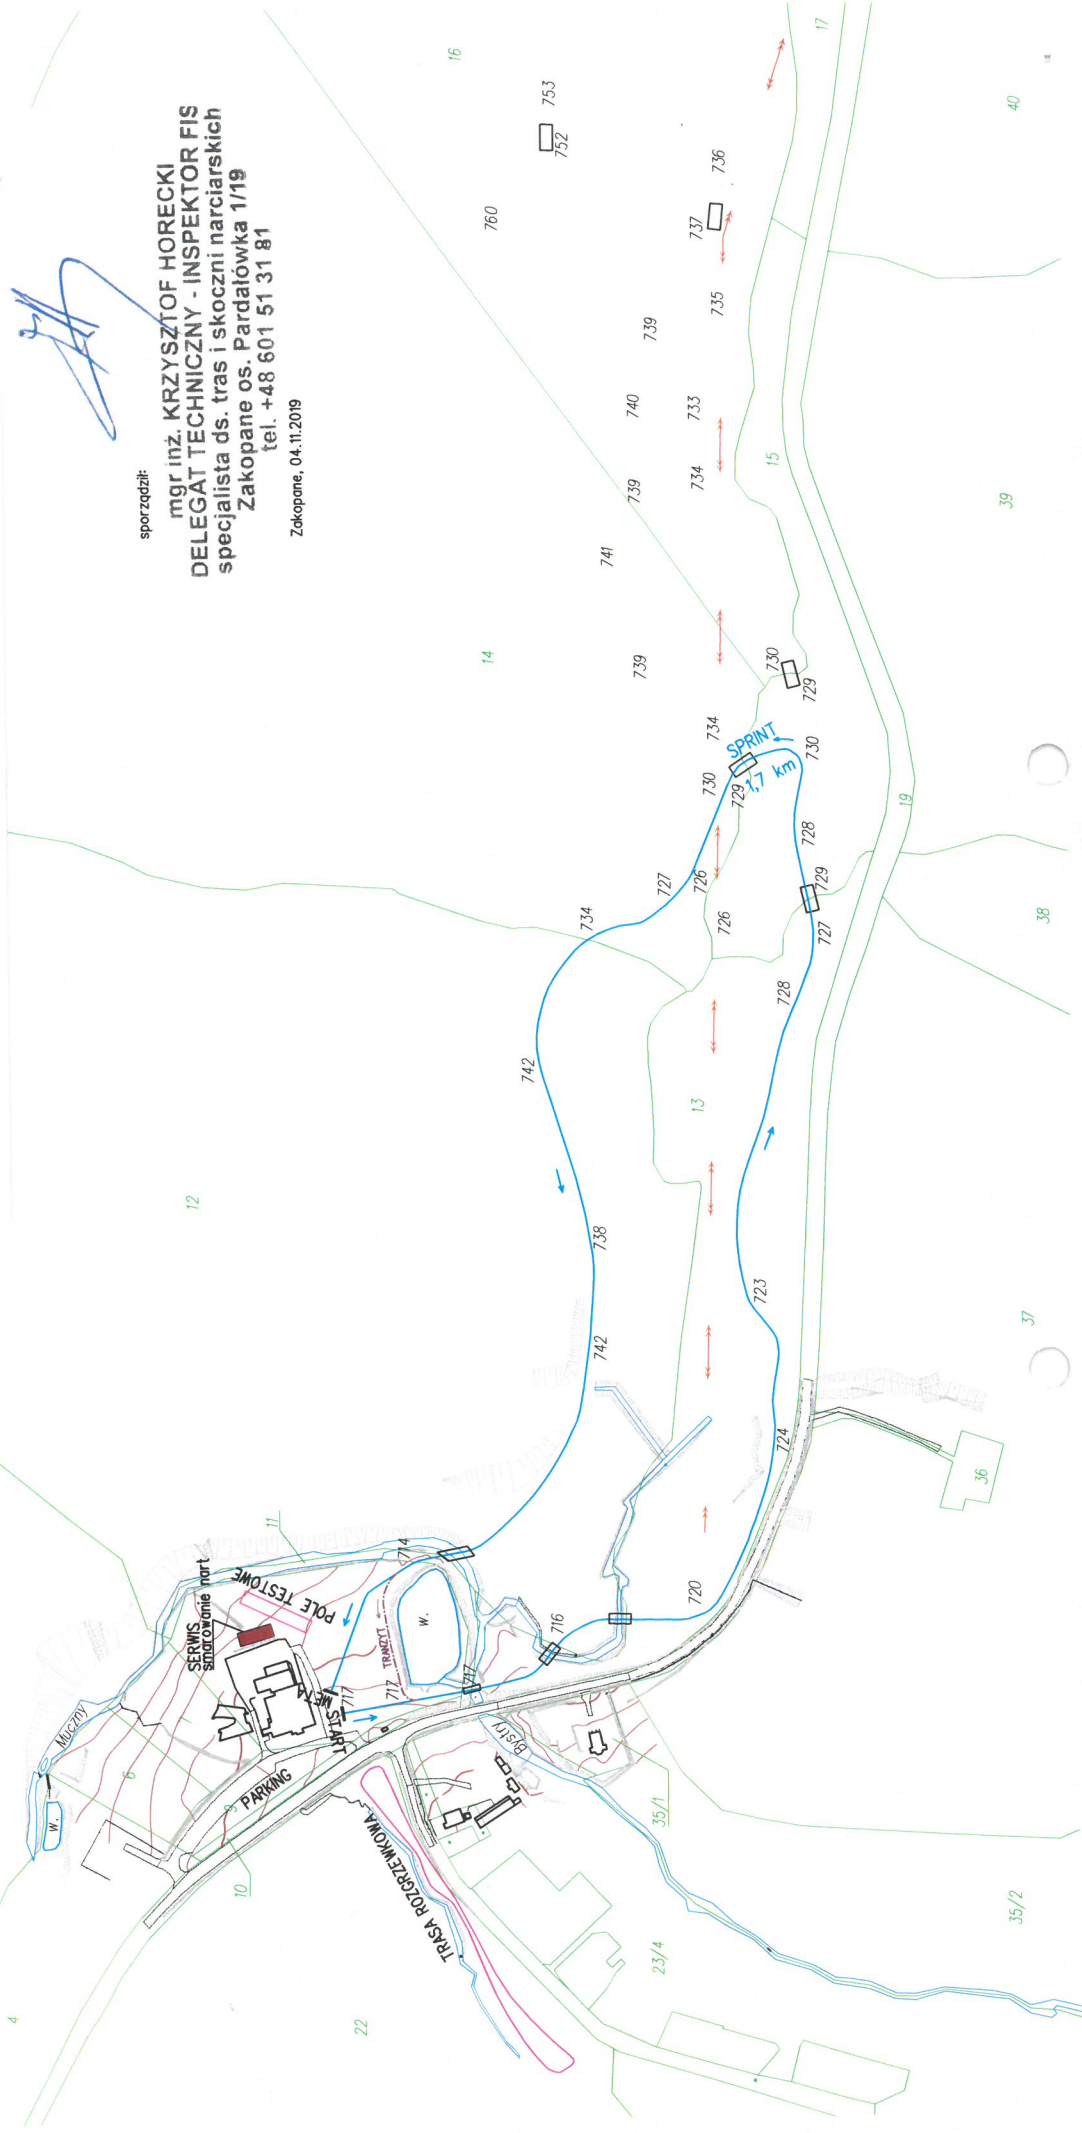 sporządził:
mgr inż. KRZYSZTOF HORECKI
DELEGAT TECHNICZNY - INSPEKTOR FIS
specjalista ds. tras i skoczni narciarskich
Zakopane os. Pardałówka 1/19
tel. +48 601 51 31 81
Zakopane, 04.11.2019
4
22
10
9
6
W.
Muczny
PARKING
SERWIS
smarowanie nart
POLE TESTOWE
11
12
14
16
META
START
717
717
TRANZYT
W.
714
717
716
TRASA ROZGRZEWKOWA
Bystry
35/1
23/4
35/2
720
724
723
728
727
729
728
730
SPRINT
1,7 km
729
730
734
726
726
727
734
742
738
742
13
730
729
739
741
739
734
740
733
739
735
760
737
736
752
753
15
17
19
36
37
38
39
40